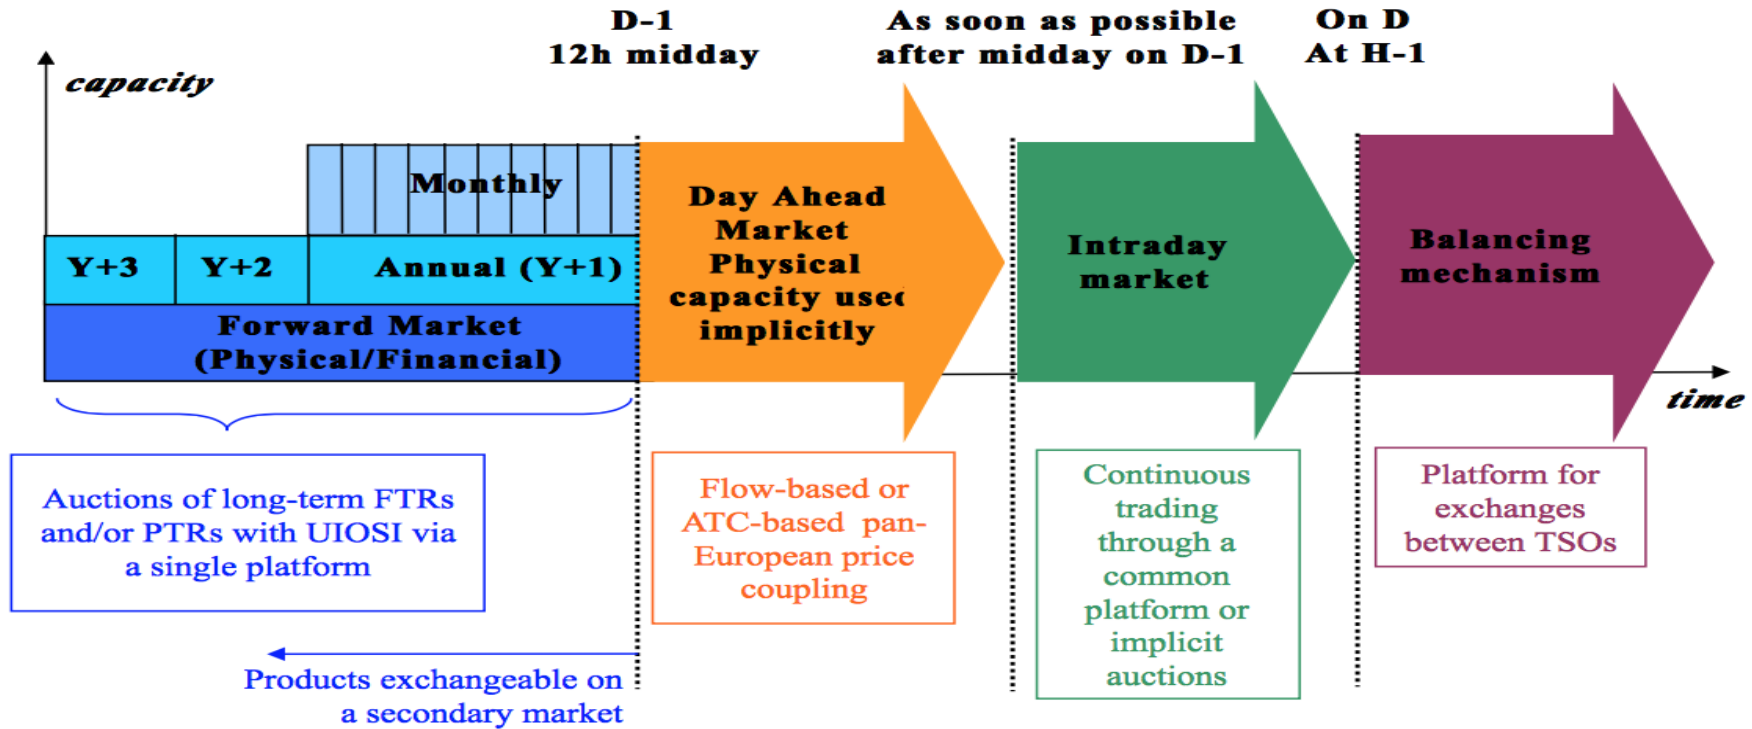 D-1
12h midday
As soon as possible
after midday on D-1
On D
At H-1
capacity
Monthly
Y+3
Y+2
Annual (Y+1)
Forward Market
(Physical/Financial)
Day Ahead
Market
Physical
capacity used
implicitly
Intraday
market
Balancing
mechanism
time
Auctions of long-term FTRs
and/or PTRs with UIOSI via
a single platform
Flow-based or
ATC-based pan-
European price
coupling
Continuous
trading
through a
common
platform or
implicit
auctions
Platform for
exchanges
between TSOs
Products exchangeable on
a secondary market